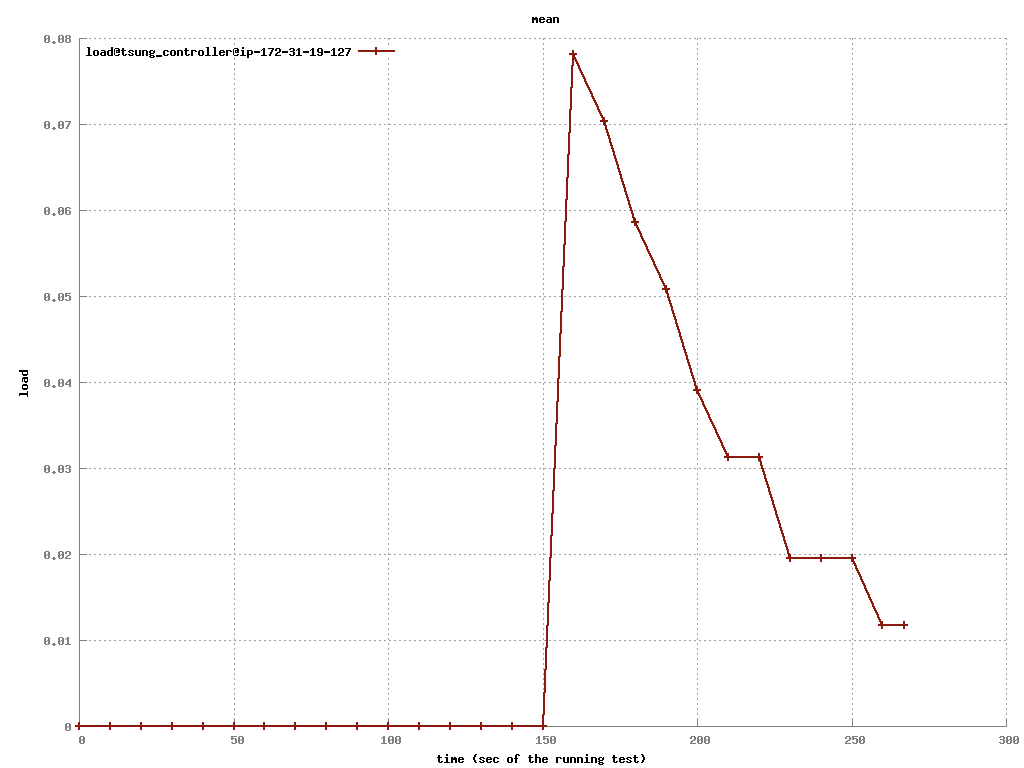 mean
load@tsung_controller@ip-172-31-19-127
0.08
0.07
0.06
0.05
0.04
0.03
0.02
0.01
0
load
0 50 100 150 200 250 300
time (sec of the running test)